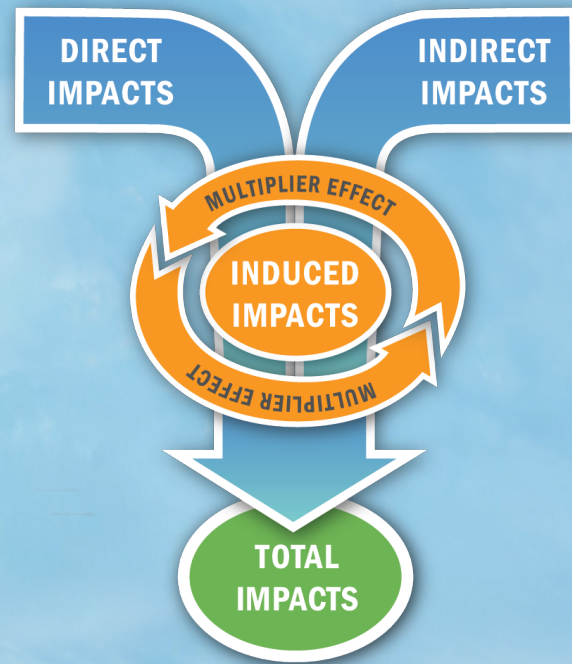 DIRECT
IMPACTS
INDIRECT
IMPACTS
MULTIPLIER EFFECT
INDUCED
IMPACTS
MULTIPLIER EFFECT
TOTAL
IMPACTS